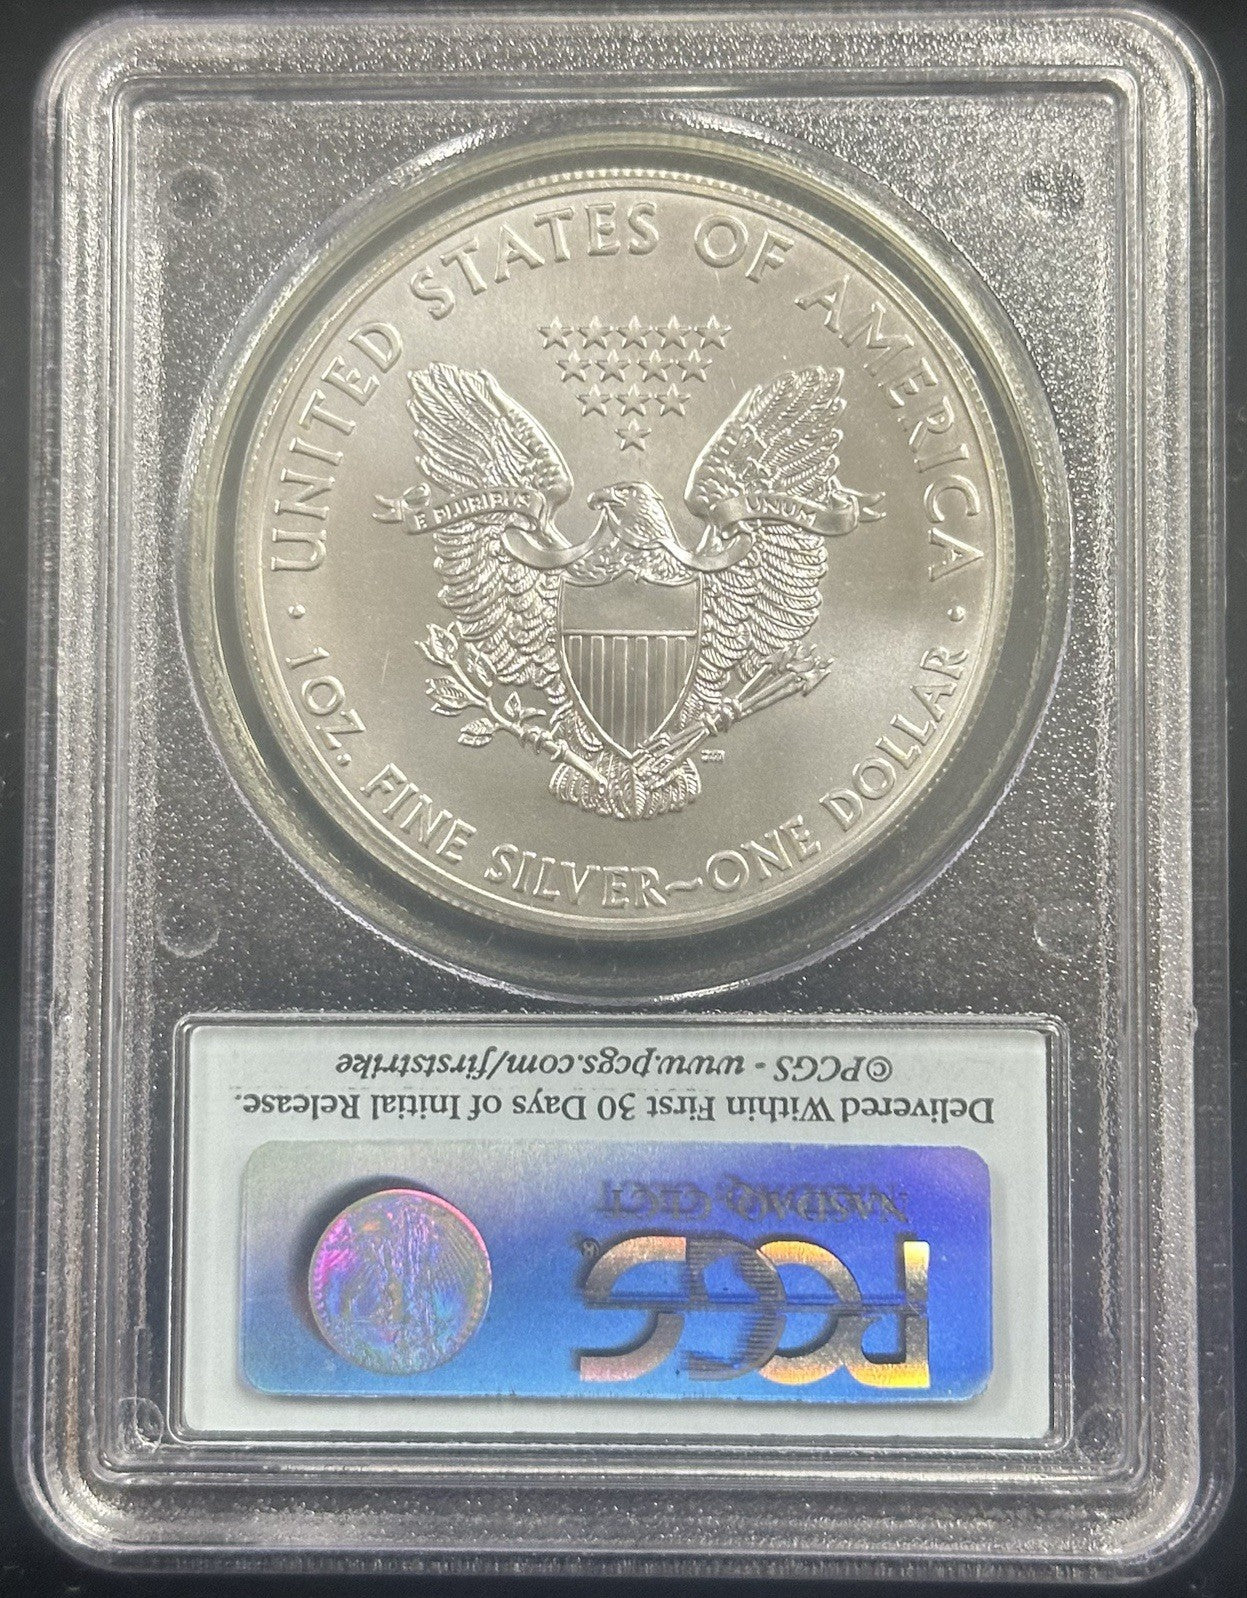 UNITED STATES OF AMERICA
E PLURIBUS
UNUM
1 OZ. FINE SILVER~ONE DOLLAR
Delivered Within First 30 Days of Initial Release.
©PCGS - www.pcgs.com/firststrike
PCGS
NASDAQ CLCT